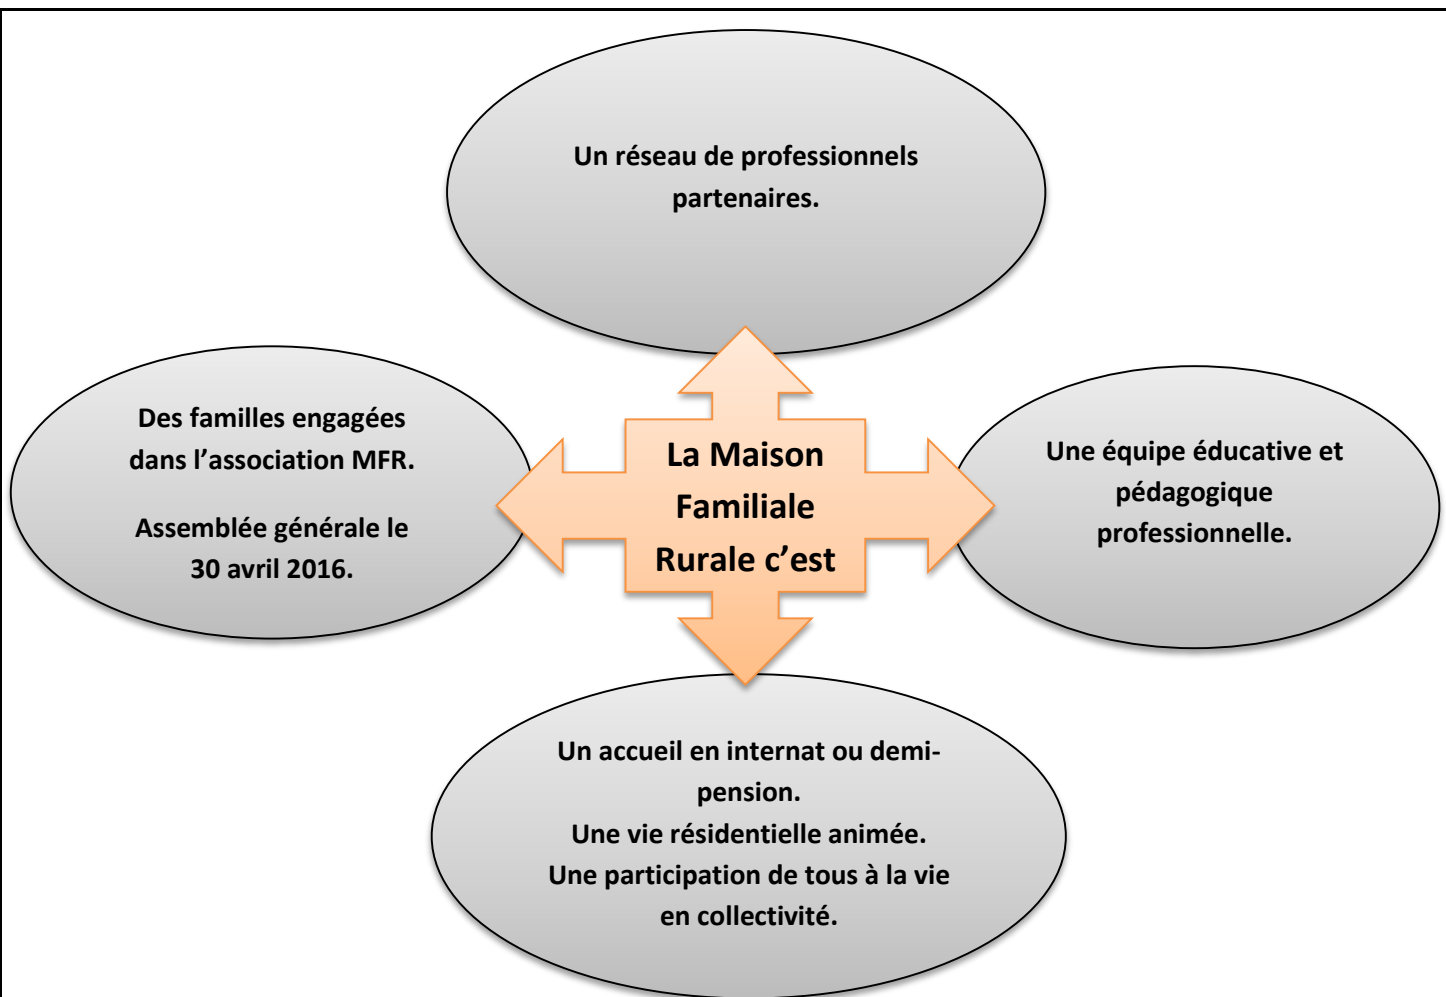 Un réseau de professionnels
partenaires.
Des familles engagées
dans l’association MFR.
Assemblée générale le
30 avril 2016.
La Maison
Familiale
Rurale c’est
Une équipe éducative et
pédagogique
professionnelle.
Un accueil en internat ou demi-
pension.
Une vie résidentielle animée.
Une participation de tous à la vie
en collectivité.